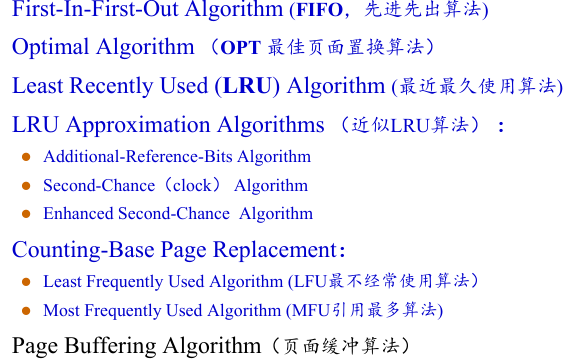 First-In-First-Out Algorithm (FIFO，先进先出算法)
Optimal Algorithm （OPT 最佳页面置换算法）
Least Recently Used (LRU) Algorithm (最近最久使用算法)
LRU Approximation Algorithms （近似LRU算法）：
● Additional-Reference-Bits Algorithm
● Second-Chance（clock） Algorithm
● Enhanced Second-Chance Algorithm
Counting-Base Page Replacement：
● Least Frequently Used Algorithm (LFU最不经常使用算法）
● Most Frequently Used Algorithm (MFU引用最多算法)
Page Buffering Algorithm（页面缓冲算法）